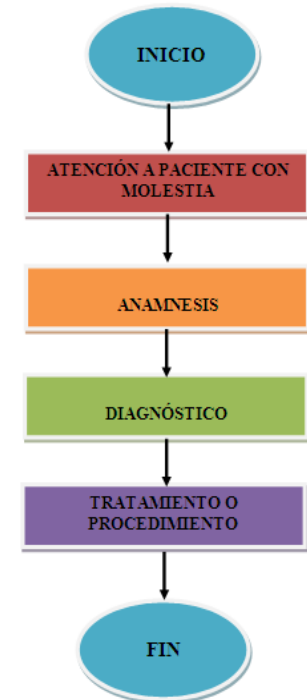 INICIO
ATENCIÓN A PACIENTE CON
MOLESTIA
ANAMNESIS
DIAGNÓSTICO
TRATAMIENTO O
PROCEDIMIENTO
FIN